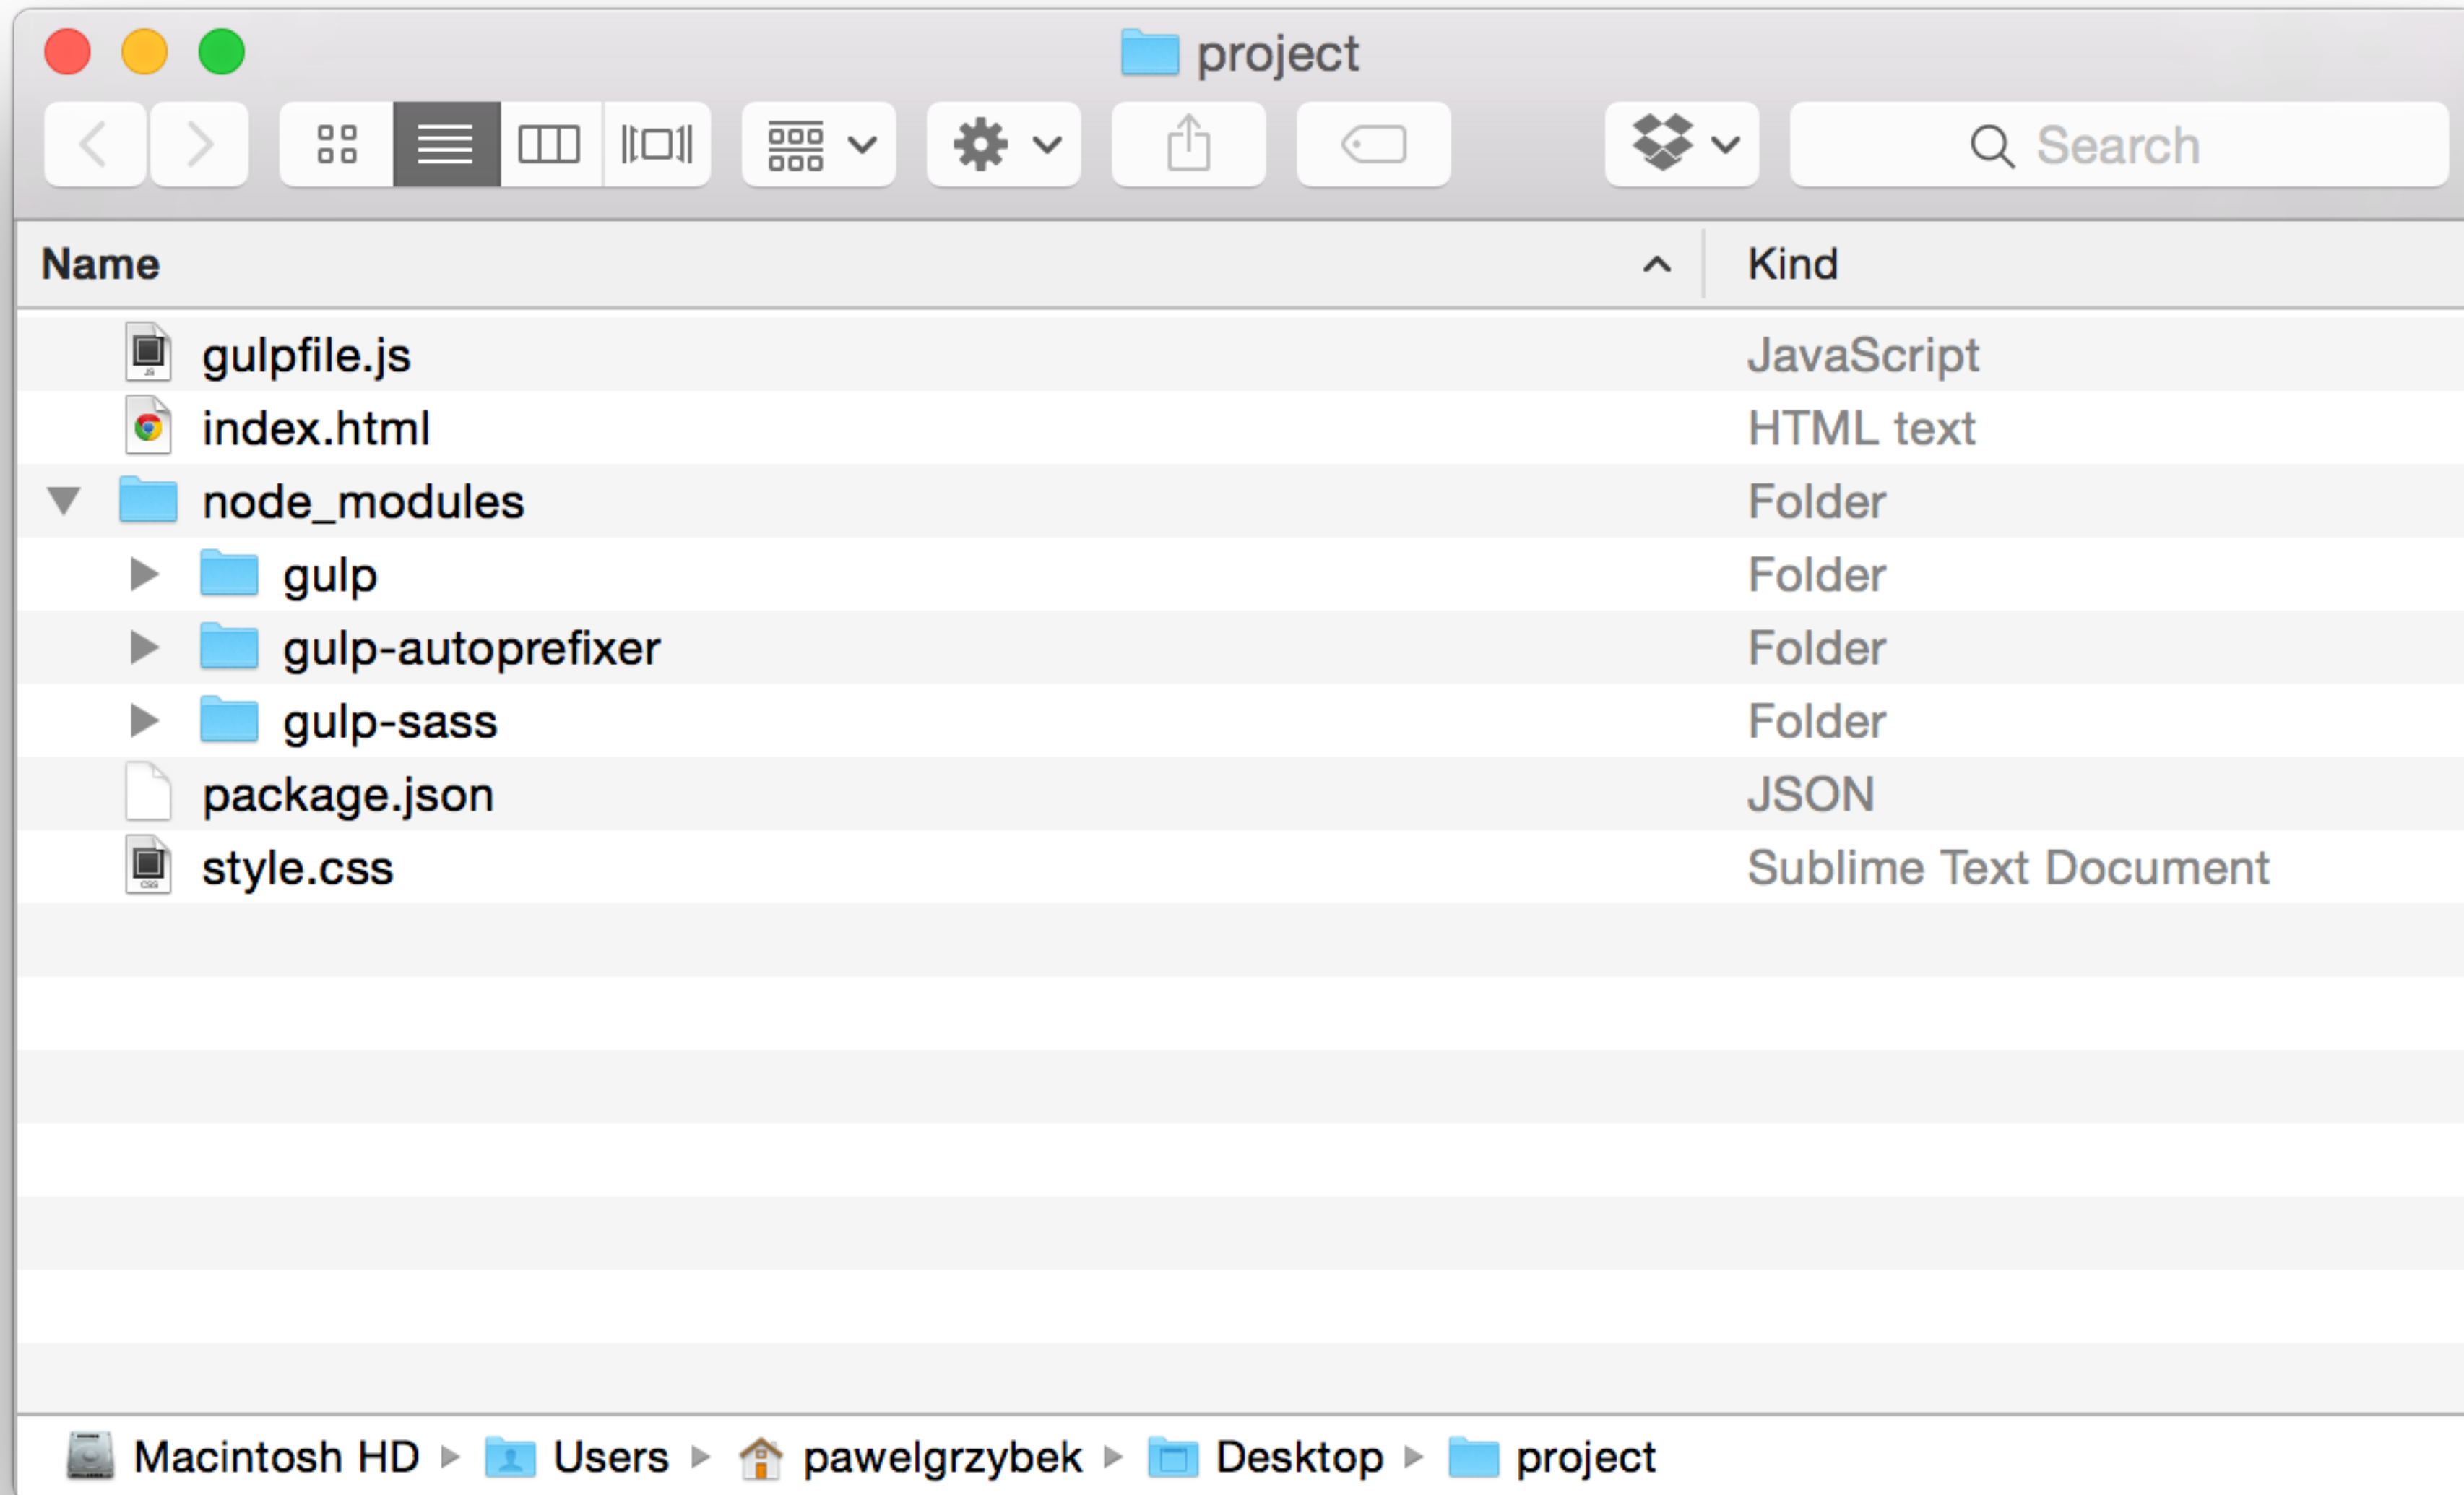 project
Search
Name Kind
gulpfile.js JavaScript
index.html HTML text
node_modules Folder
gulp Folder
gulp-autoprefixer Folder
gulp-sass Folder
package.json JSON
style.css Sublime Text Document
Macintosh HD Users pawelgrzybek Desktop project